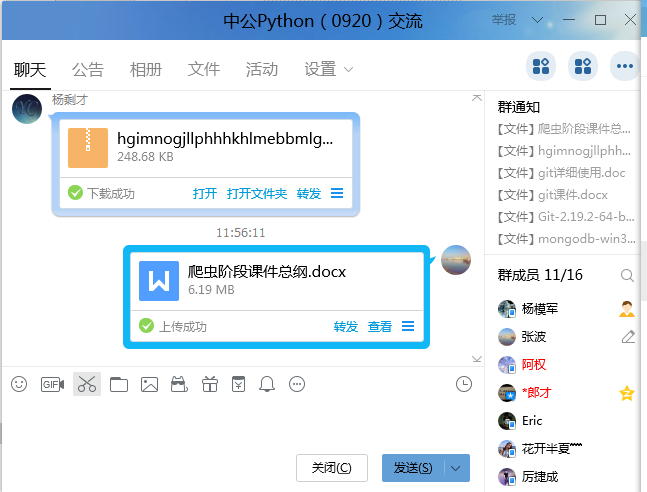 中公Python（0920）交流
举报
聊天 公告 相册 文件 活动 设置
杨剩才
hgimnogjllphhhkhlmebbmlg...
248.68 KB
下载成功 打开 打开文件夹 转发
11:56:11
爬虫阶段课件总纲.docx
6.19 MB
上传成功 转发 查看
GIF
关闭(C) 发送(S)
群通知
【文件】爬虫阶段课件总...
【文件】hgimnogjllphh...
【文件】git详细使用.doc
【文件】git课件.docx
【文件】Git-2.19.2-64-b...
【文件】mongodb-win3...
群成员 11/16
杨模军
张波
阿权
*郎才
Eric
花开半夏
厉捷成